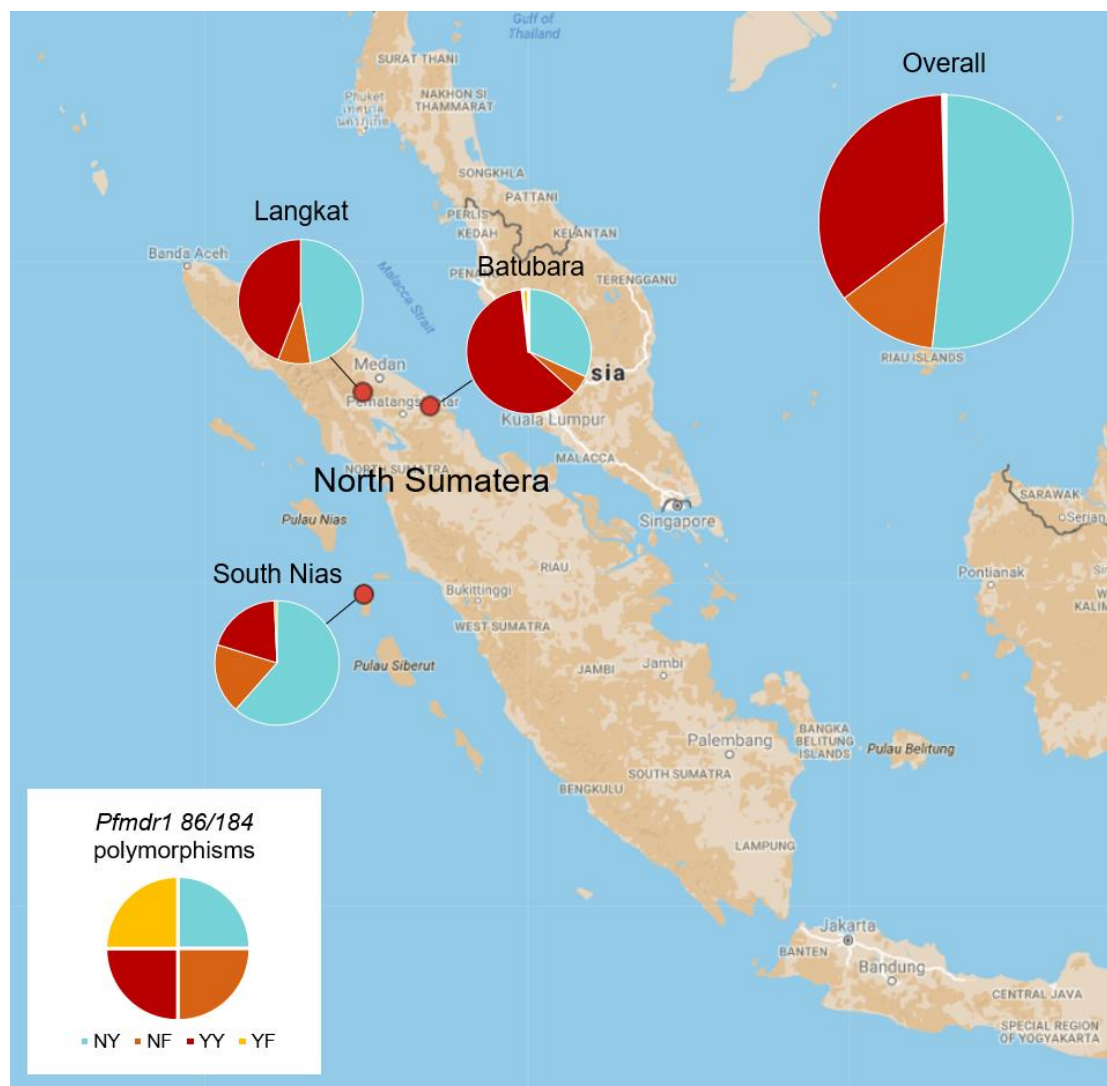 Gulf of
Thailand
SURAT THANI
Overall
Phuket
NAKHON SI
THAMMARAT
SONGKHLA
PATTANI
Langkat
PERLIS
KEDAH
KELANTAN
Banda Aceh
Malacca Strait
Batubara
TERENGGANU
RIAU ISLANDS
Medan
sia
Kuala Lumpur
MALACCA
NORTH SUMATRA
North Sumatera
SARAWAK
Pulau Nias
Singapore
South Nias
RIAU
Pontianak
Bukittinggi
WEST SUMATRA
Pulau Siberut
JAMBI
Jambi
BANGKA
BELITUNG
ISLANDS
Palembang
Pulau Belitung
SOUTH SUMATRA
BENGKULU
Pfmdr1 86/184
polymorphisms
LAMPUNG
Jakarta
BANTEN
Bandung
CENTRAL JAVA
SPECIAL REGION
OF YOGYAKARTA
NY NF YY YF